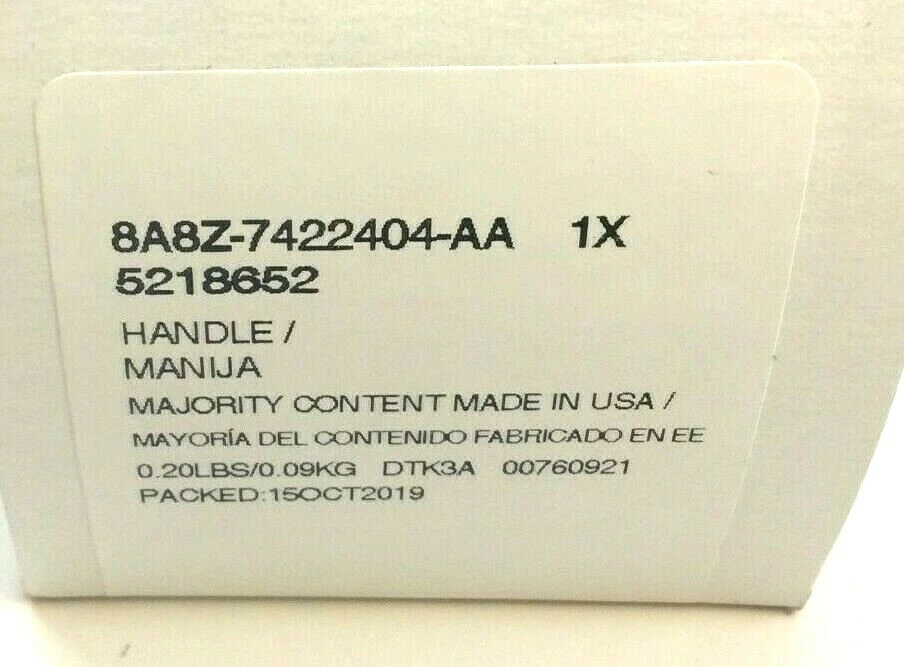 8A8Z-7422404-AA 1X
5218652
HANDLE /
MANIJA
MAJORITY CONTENT MADE IN USA /
MAYORÍA DEL CONTENIDO FABRICADO EN EE
0.20LBS/0.09KG DTK3A 00760921
PACKED:15OCT2019